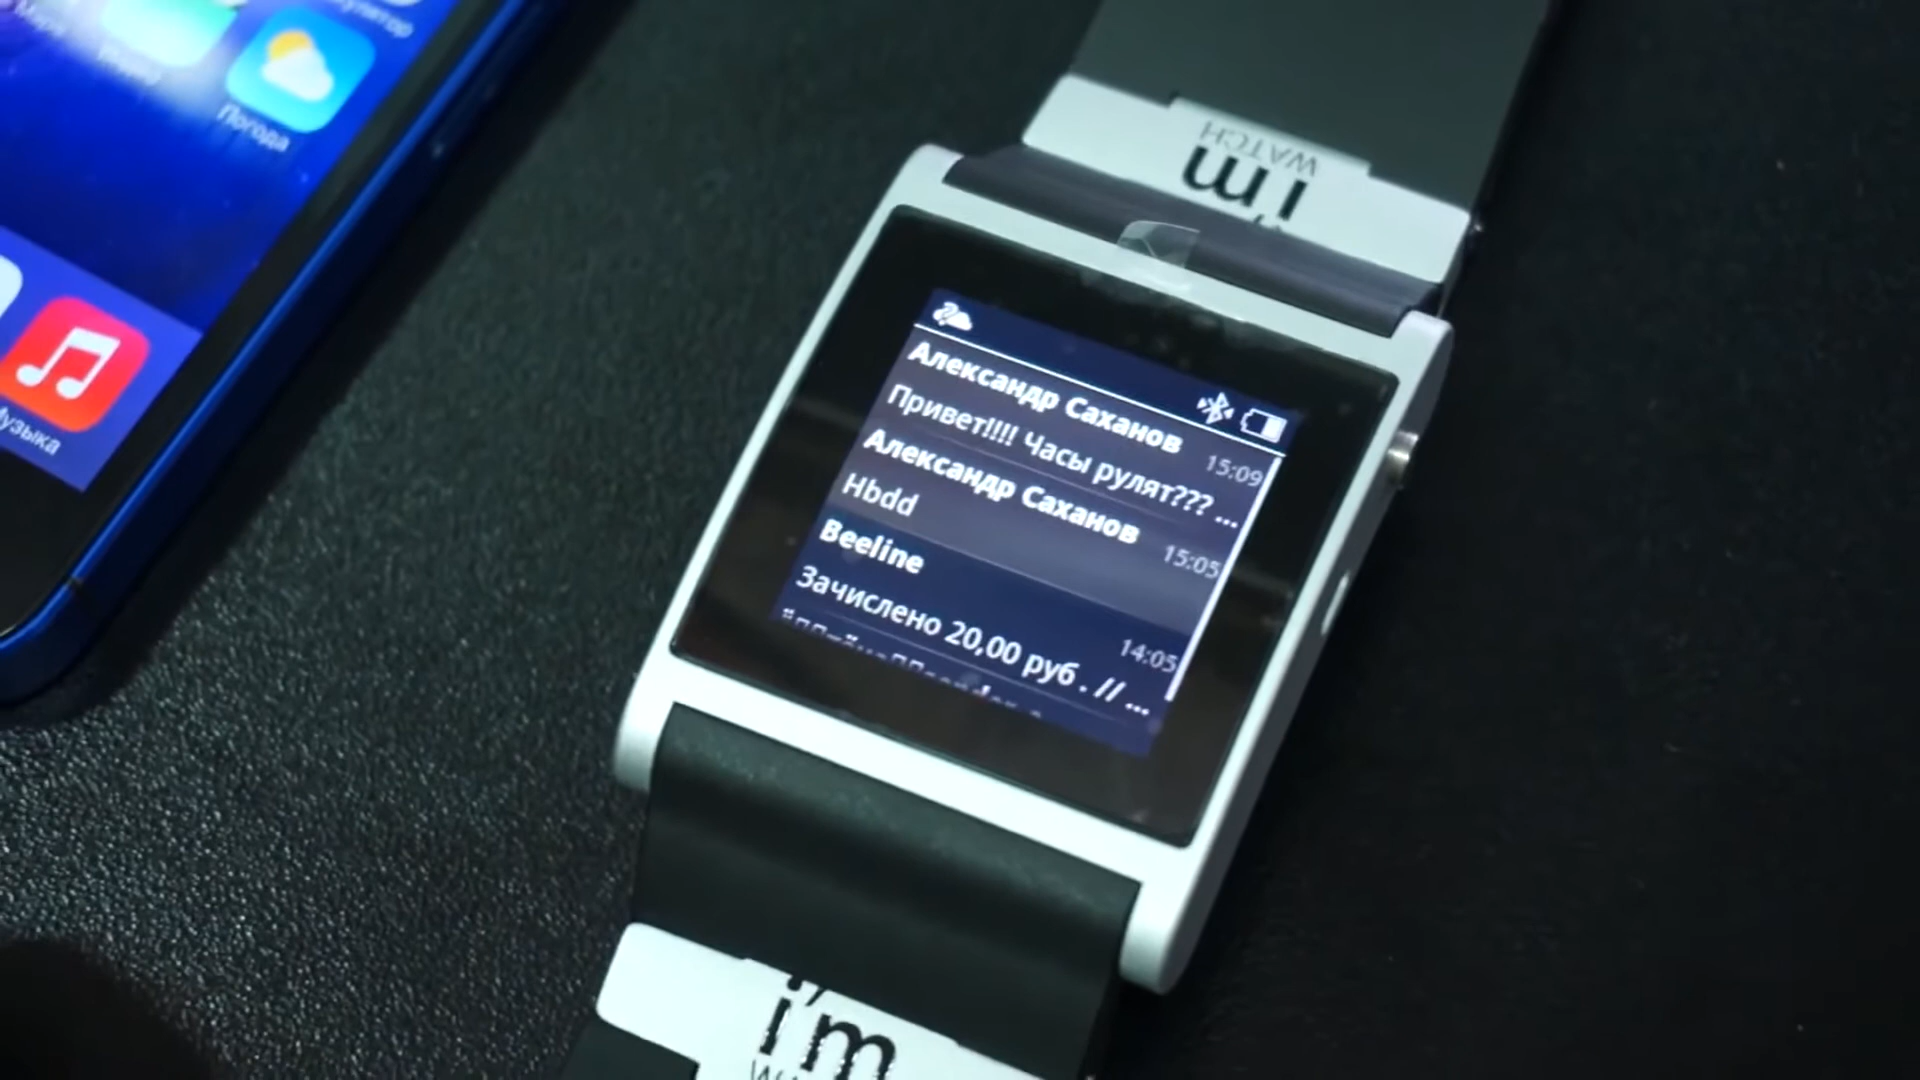 Погода
Музыка
i'm
WATCH
Александр Саханов
15:09
Привет!!!! Часы рулят??? ...
Александр Саханов
15:05
Hbdd
Beeline
14:05
Зачислено 20,00 руб . // ...
i'm